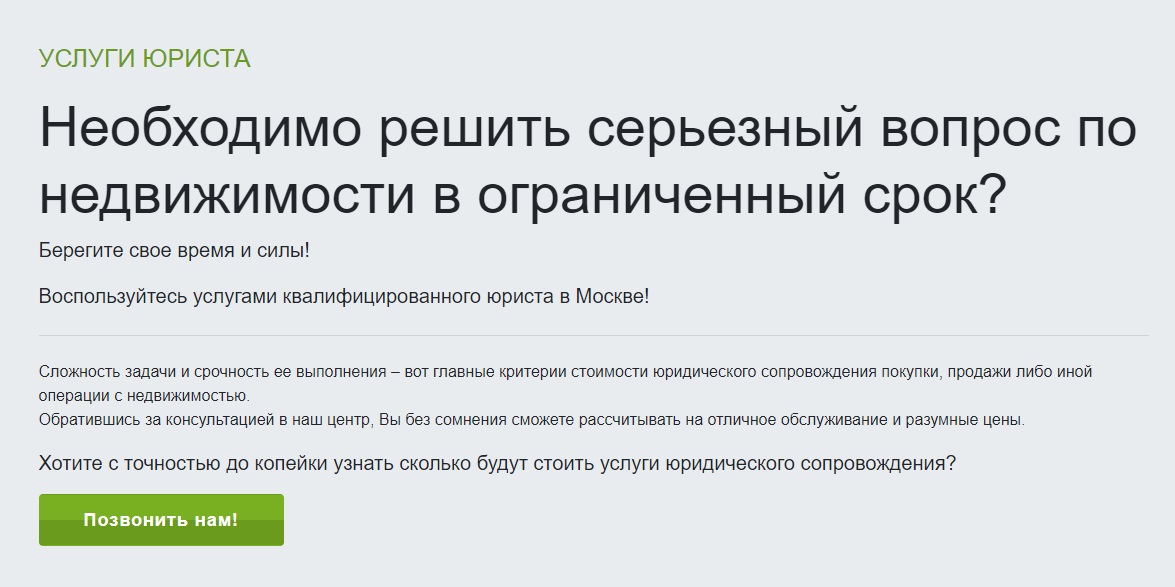 УСЛУГИ ЮРИСТА
Необходимо решить серьезный вопрос по
недвижимости в ограниченный срок?
Берегите свое время и силы!
Воспользуйтесь услугами квалифицированного юриста в Москве!
Сложность задачи и срочность ее выполнения – вот главные критерии стоимости юридического сопровождения покупки, продажи либо иной
операции с недвижимостью.
Обратившись за консультацией в наш центр, Вы без сомнения сможете рассчитывать на отличное обслуживание и разумные цены.
Хотите с точностью до копейки узнать сколько будут стоить услуги юридического сопровождения?
Позвонить нам!